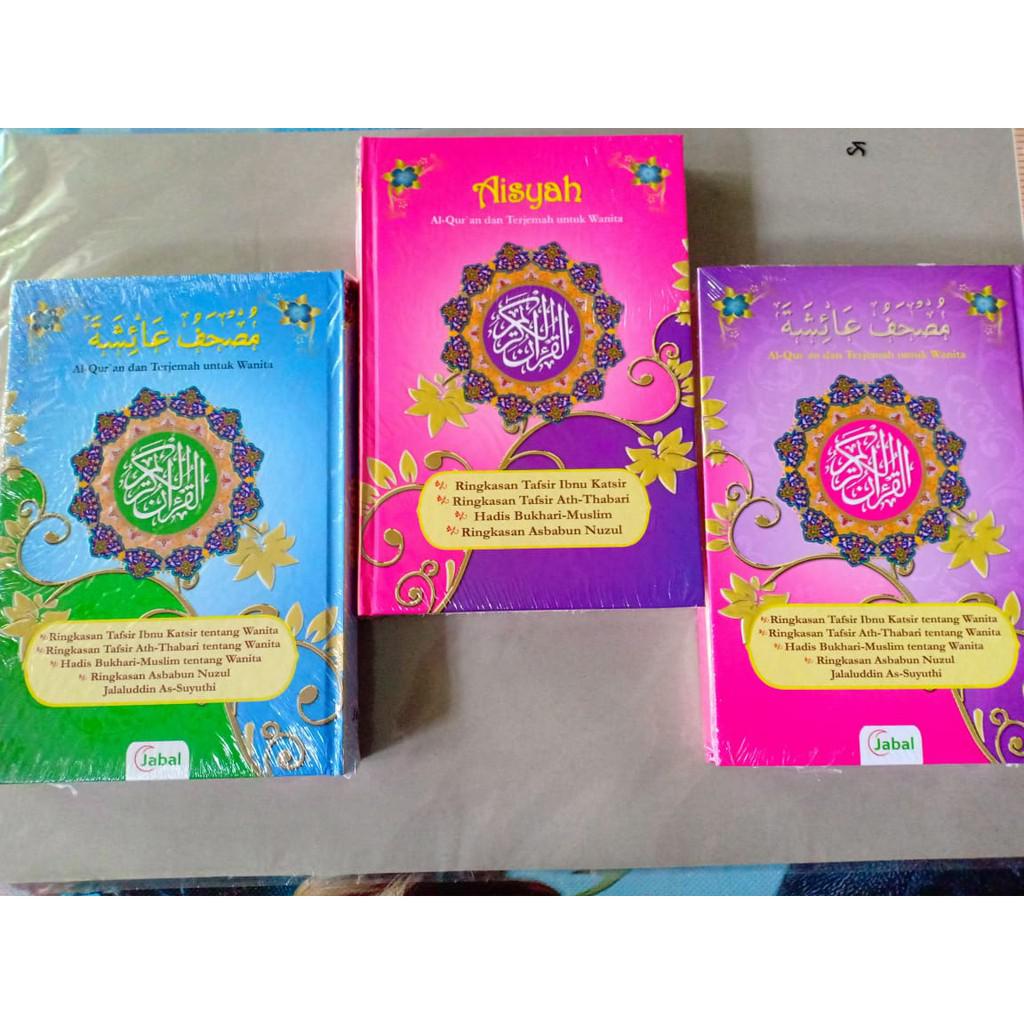 Aisyah
Al-Qur'an dan Terjemah untuk Wanita
القرآن الكريم
Ringkasan Tafsir Ibnu Katsir
Ringkasan Tafsir Ath-Thabari
Hadis Bukhari-Muslim
Ringkasan Asbabun Nuzul
مُصْحَفُ عَائِشَةَ
Al-Qur'an dan Terjemah untuk Wanita
القرآن الكريم
Ringkasan Tafsir Ibnu Katsir tentang Wanita
Ringkasan Tafsir Ath-Thabari tentang Wanita
Hadis Bukhari-Muslim tentang Wanita
Ringkasan Asbabun Nuzul
Jalaluddin As-Suyuthi
Jabal
مُصْحَفُ عَائِشَةَ
Al-Qur'an dan Terjemah untuk Wanita
القرآن الكريم
Ringkasan Tafsir Ibnu Katsir tentang Wanita
Ringkasan Tafsir Ath-Thabari tentang Wanita
Hadis Bukhari-Muslim tentang Wanita
Ringkasan Asbabun Nuzul
Jalaluddin As-Suyuthi
Jabal